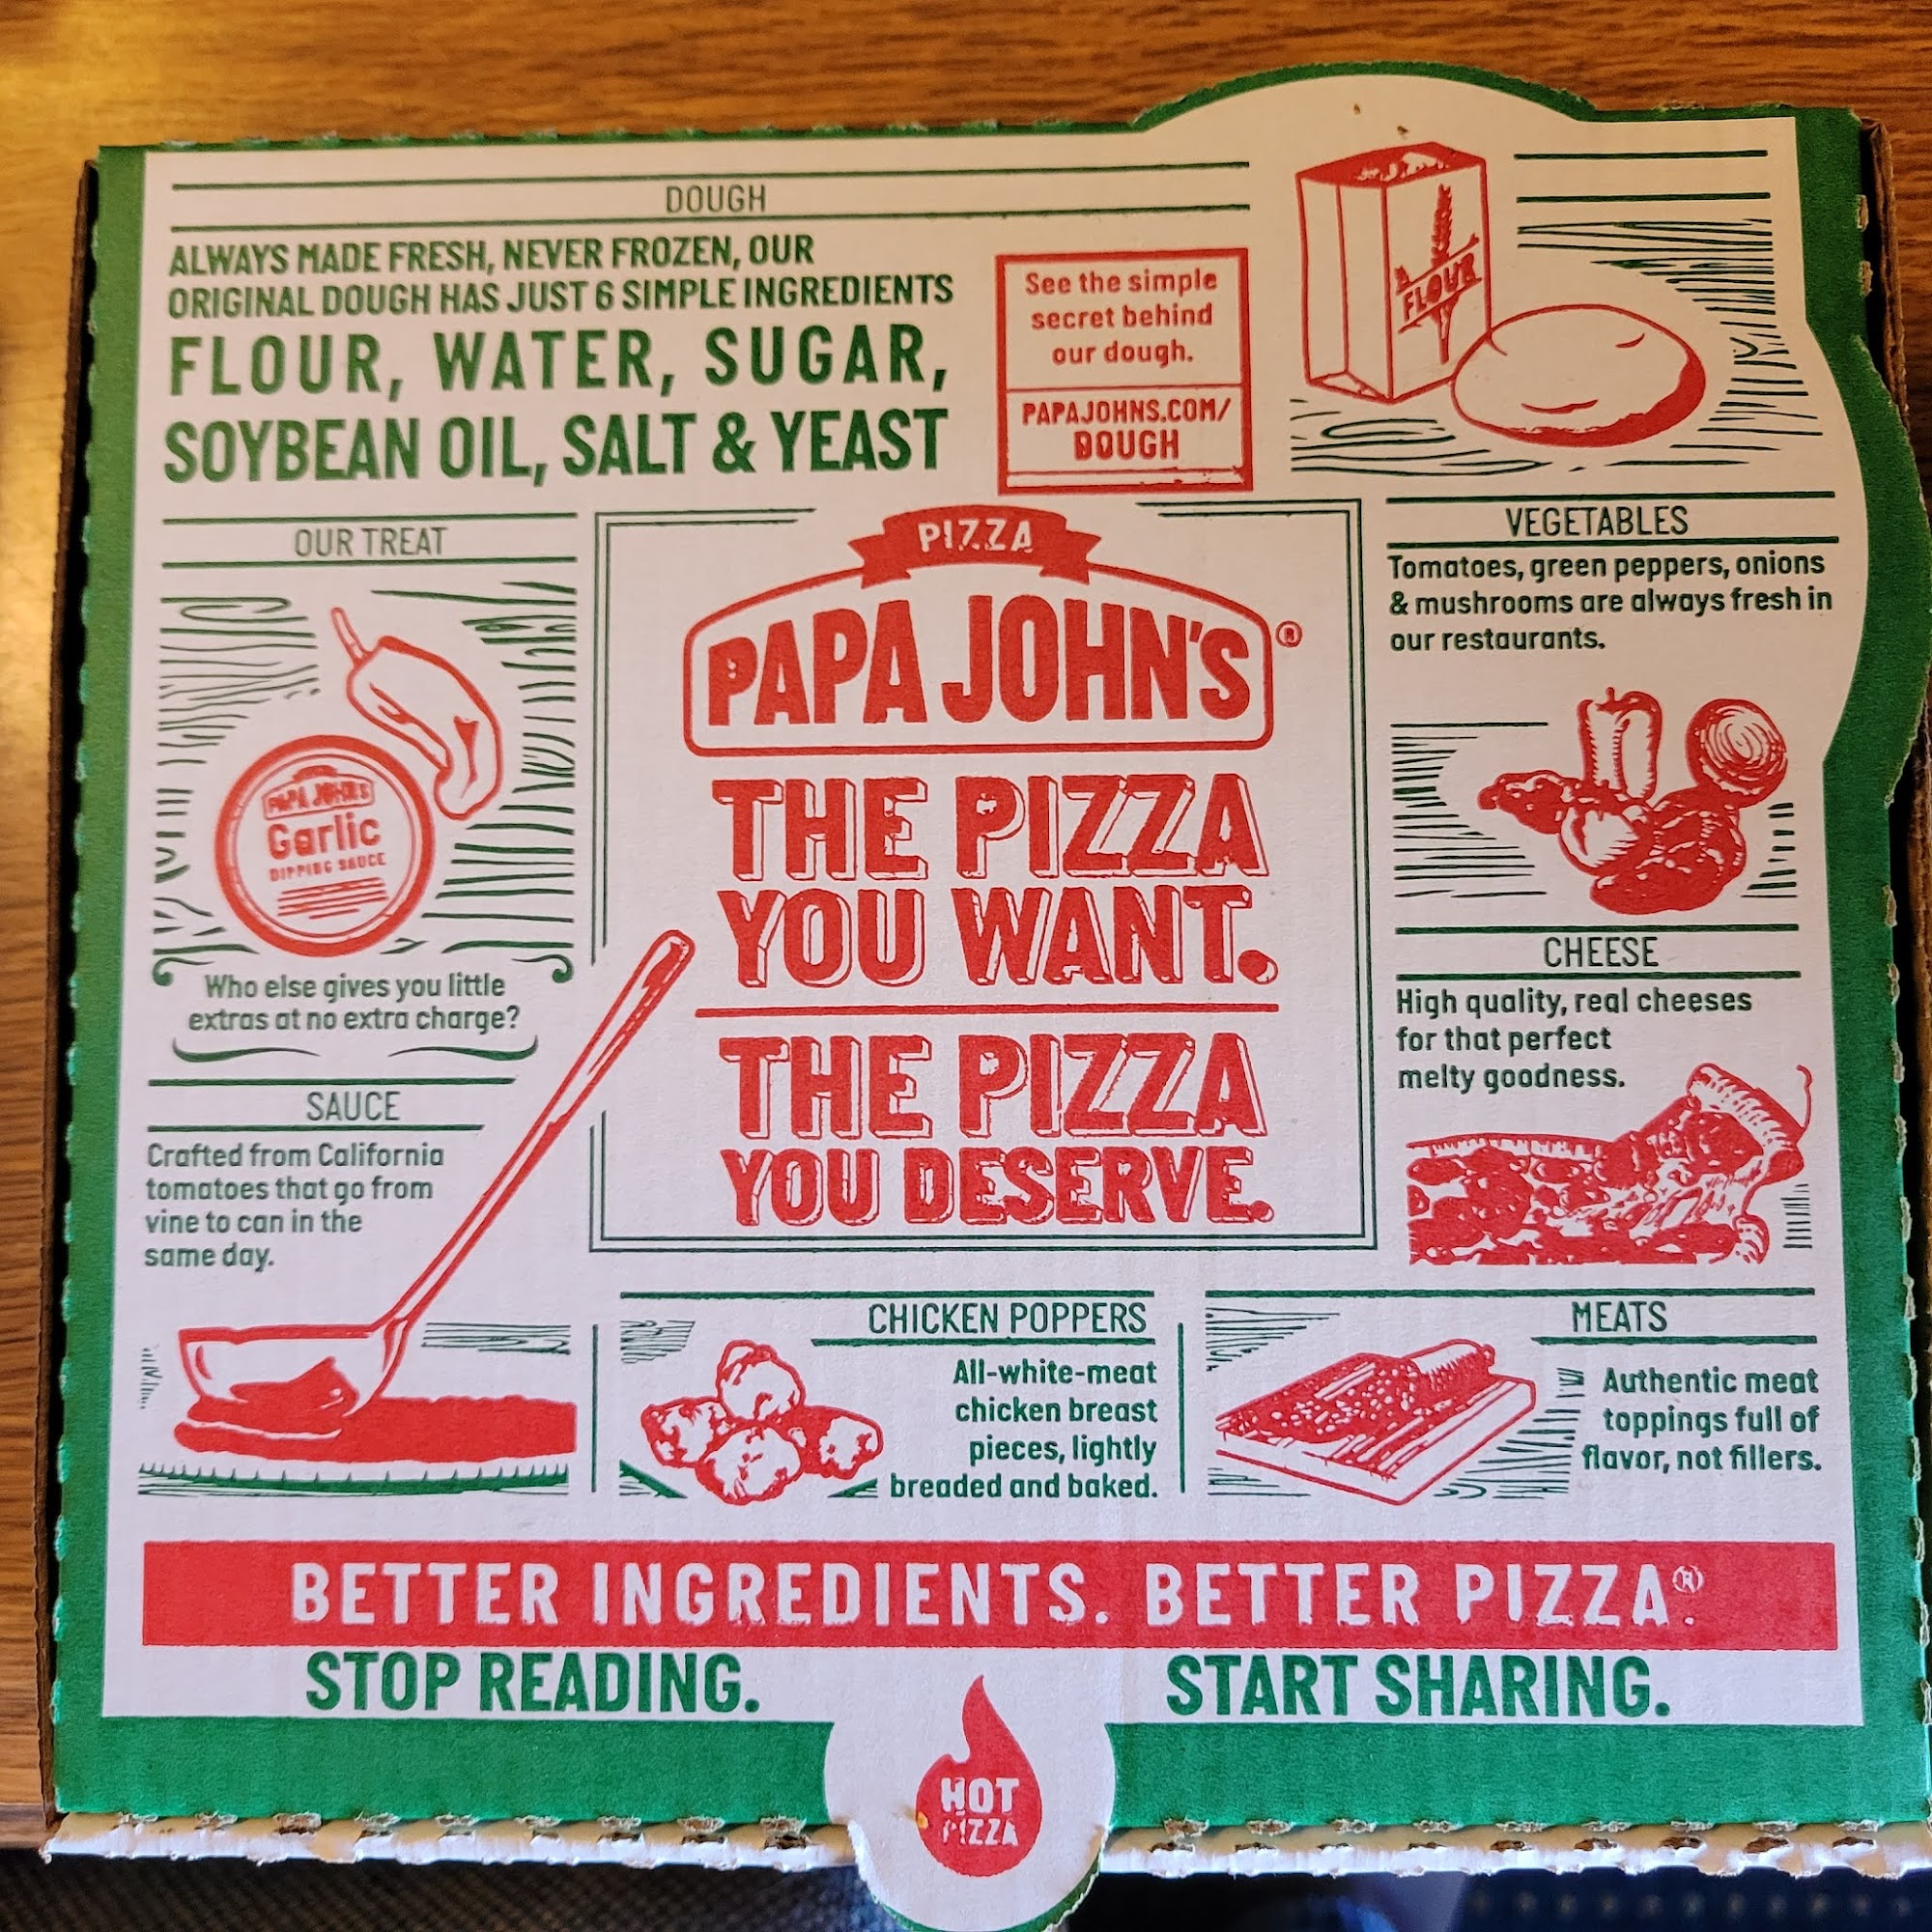 DOUGH
ALWAYS MADE FRESH, NEVER FROZEN, OUR
ORIGINAL DOUGH HAS JUST 6 SIMPLE INGREDIENTS
FLOUR, WATER, SUGAR,
SOYBEAN OIL, SALT & YEAST
See the simple
secret behind
our dough.
PAPAJOHNS.COM/
DOUGH
FLOUR
OUR TREAT
PAPA JOHN'S
Garlic
DIPPING SAUCE
Who else gives you little
extras at no extra charge?
SAUCE
Crafted from California
tomatoes that go from
vine to can in the
same day.
PIZZA
PAPA JOHN'S®
THE PIZZA
YOU WANT.
THE PIZZA
YOU DESERVE.
VEGETABLES
Tomatoes, green peppers, onions
& mushrooms are always fresh in
our restaurants.
CHEESE
High quality, real cheeses
for that perfect
melty goodness.
CHICKEN POPPERS
All-white-meat
chicken breast
pieces, lightly
breaded and baked.
MEATS
Authentic meat
toppings full of
flavor, not fillers.
BETTER INGREDIENTS. BETTER PIZZA.®
STOP READING. START SHARING.
HOT
PIZZA